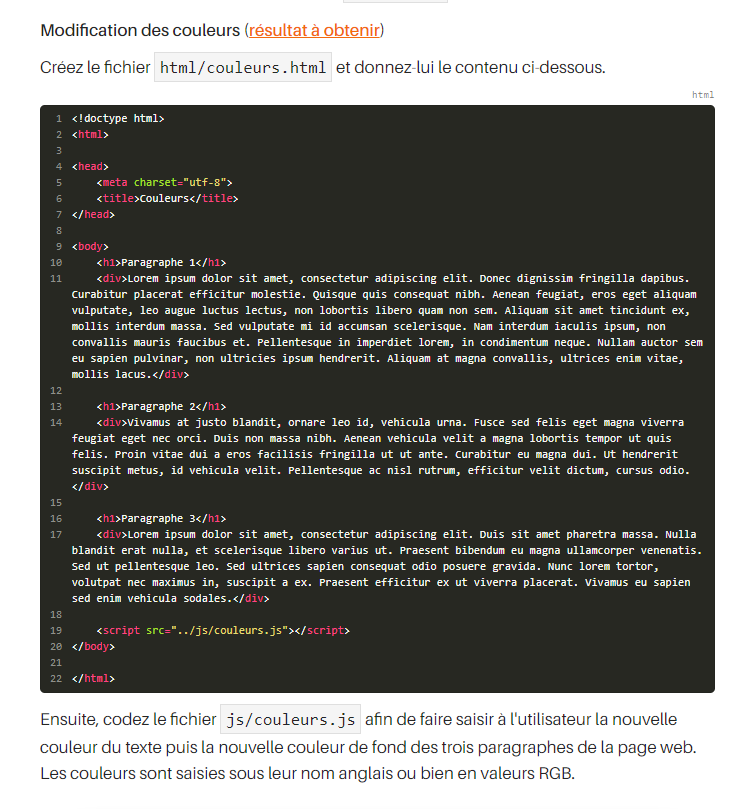 Modification des couleurs (résultat à obtenir)
Créez le fichier html/couleurs.html et donnez-lui le contenu ci-dessous.
html
1 <!doctype html>
2 <html>
3
4 <head>
5 <meta charset="utf-8">
6 <title>Couleurs</title>
7 </head>
8
9 <body>
10 <h1>Paragraphe 1</h1>
11 <div>Lorem ipsum dolor sit amet, consectetur adipiscing elit. Donec dignissim fringilla dapibus.
Curabitur placerat efficitur molestie. Quisque quis consequat nibh. Aenean feugiat, eros eget aliquam
vulputate, leo augue luctus lectus, non lobortis libero quam non sem. Aliquam sit amet tincidunt ex,
mollis interdum massa. Sed vulputate mi id accumsan scelerisque. Nam interdum iaculis ipsum, non
convallis mauris faucibus et. Pellentesque in imperdiet lorem, in condimentum neque. Nullam auctor sem
eu sapien pulvinar, non ultricies ipsum hendrerit. Aliquam at magna convallis, ultrices enim vitae,
mollis lacus.</div>
12
13 <h1>Paragraphe 2</h1>
14 <div>Vivamus at justo blandit, ornare leo id, vehicula urna. Fusce sed felis eget magna viverra
feugiat eget nec orci. Duis non massa nibh. Aenean vehicula velit a magna lobortis tempor ut quis
felis. Proin vitae dui a eros facilisis fringilla ut ut ante. Curabitur eu magna dui. Ut hendrerit
suscipit metus, id vehicula velit. Pellentesque ac nisl rutrum, efficitur velit dictum, cursus odio.
</div>
15
16 <h1>Paragraphe 3</h1>
17 <div>Lorem ipsum dolor sit amet, consectetur adipiscing elit. Duis sit amet pharetra massa. Nulla
blandit erat nulla, et scelerisque libero varius ut. Praesent bibendum eu magna ullamcorper venenatis.
Sed ut pellentesque leo. Sed ultrices sapien consequat odio posuere gravida. Nunc lorem tortor,
volutpat nec maximus in, suscipit a ex. Praesent efficitur ex ut viverra placerat. Vivamus eu sapien
sed enim vehicula sodales.</div>
18
19 <script src="../js/couleurs.js"></script>
20 </body>
21
22 </html>
Ensuite, codez le fichier js/couleurs.js afin de faire saisir à l'utilisateur la nouvelle
couleur du texte puis la nouvelle couleur de fond des trois paragraphes de la page web.
Les couleurs sont saisies sous leur nom anglais ou bien en valeurs RGB.